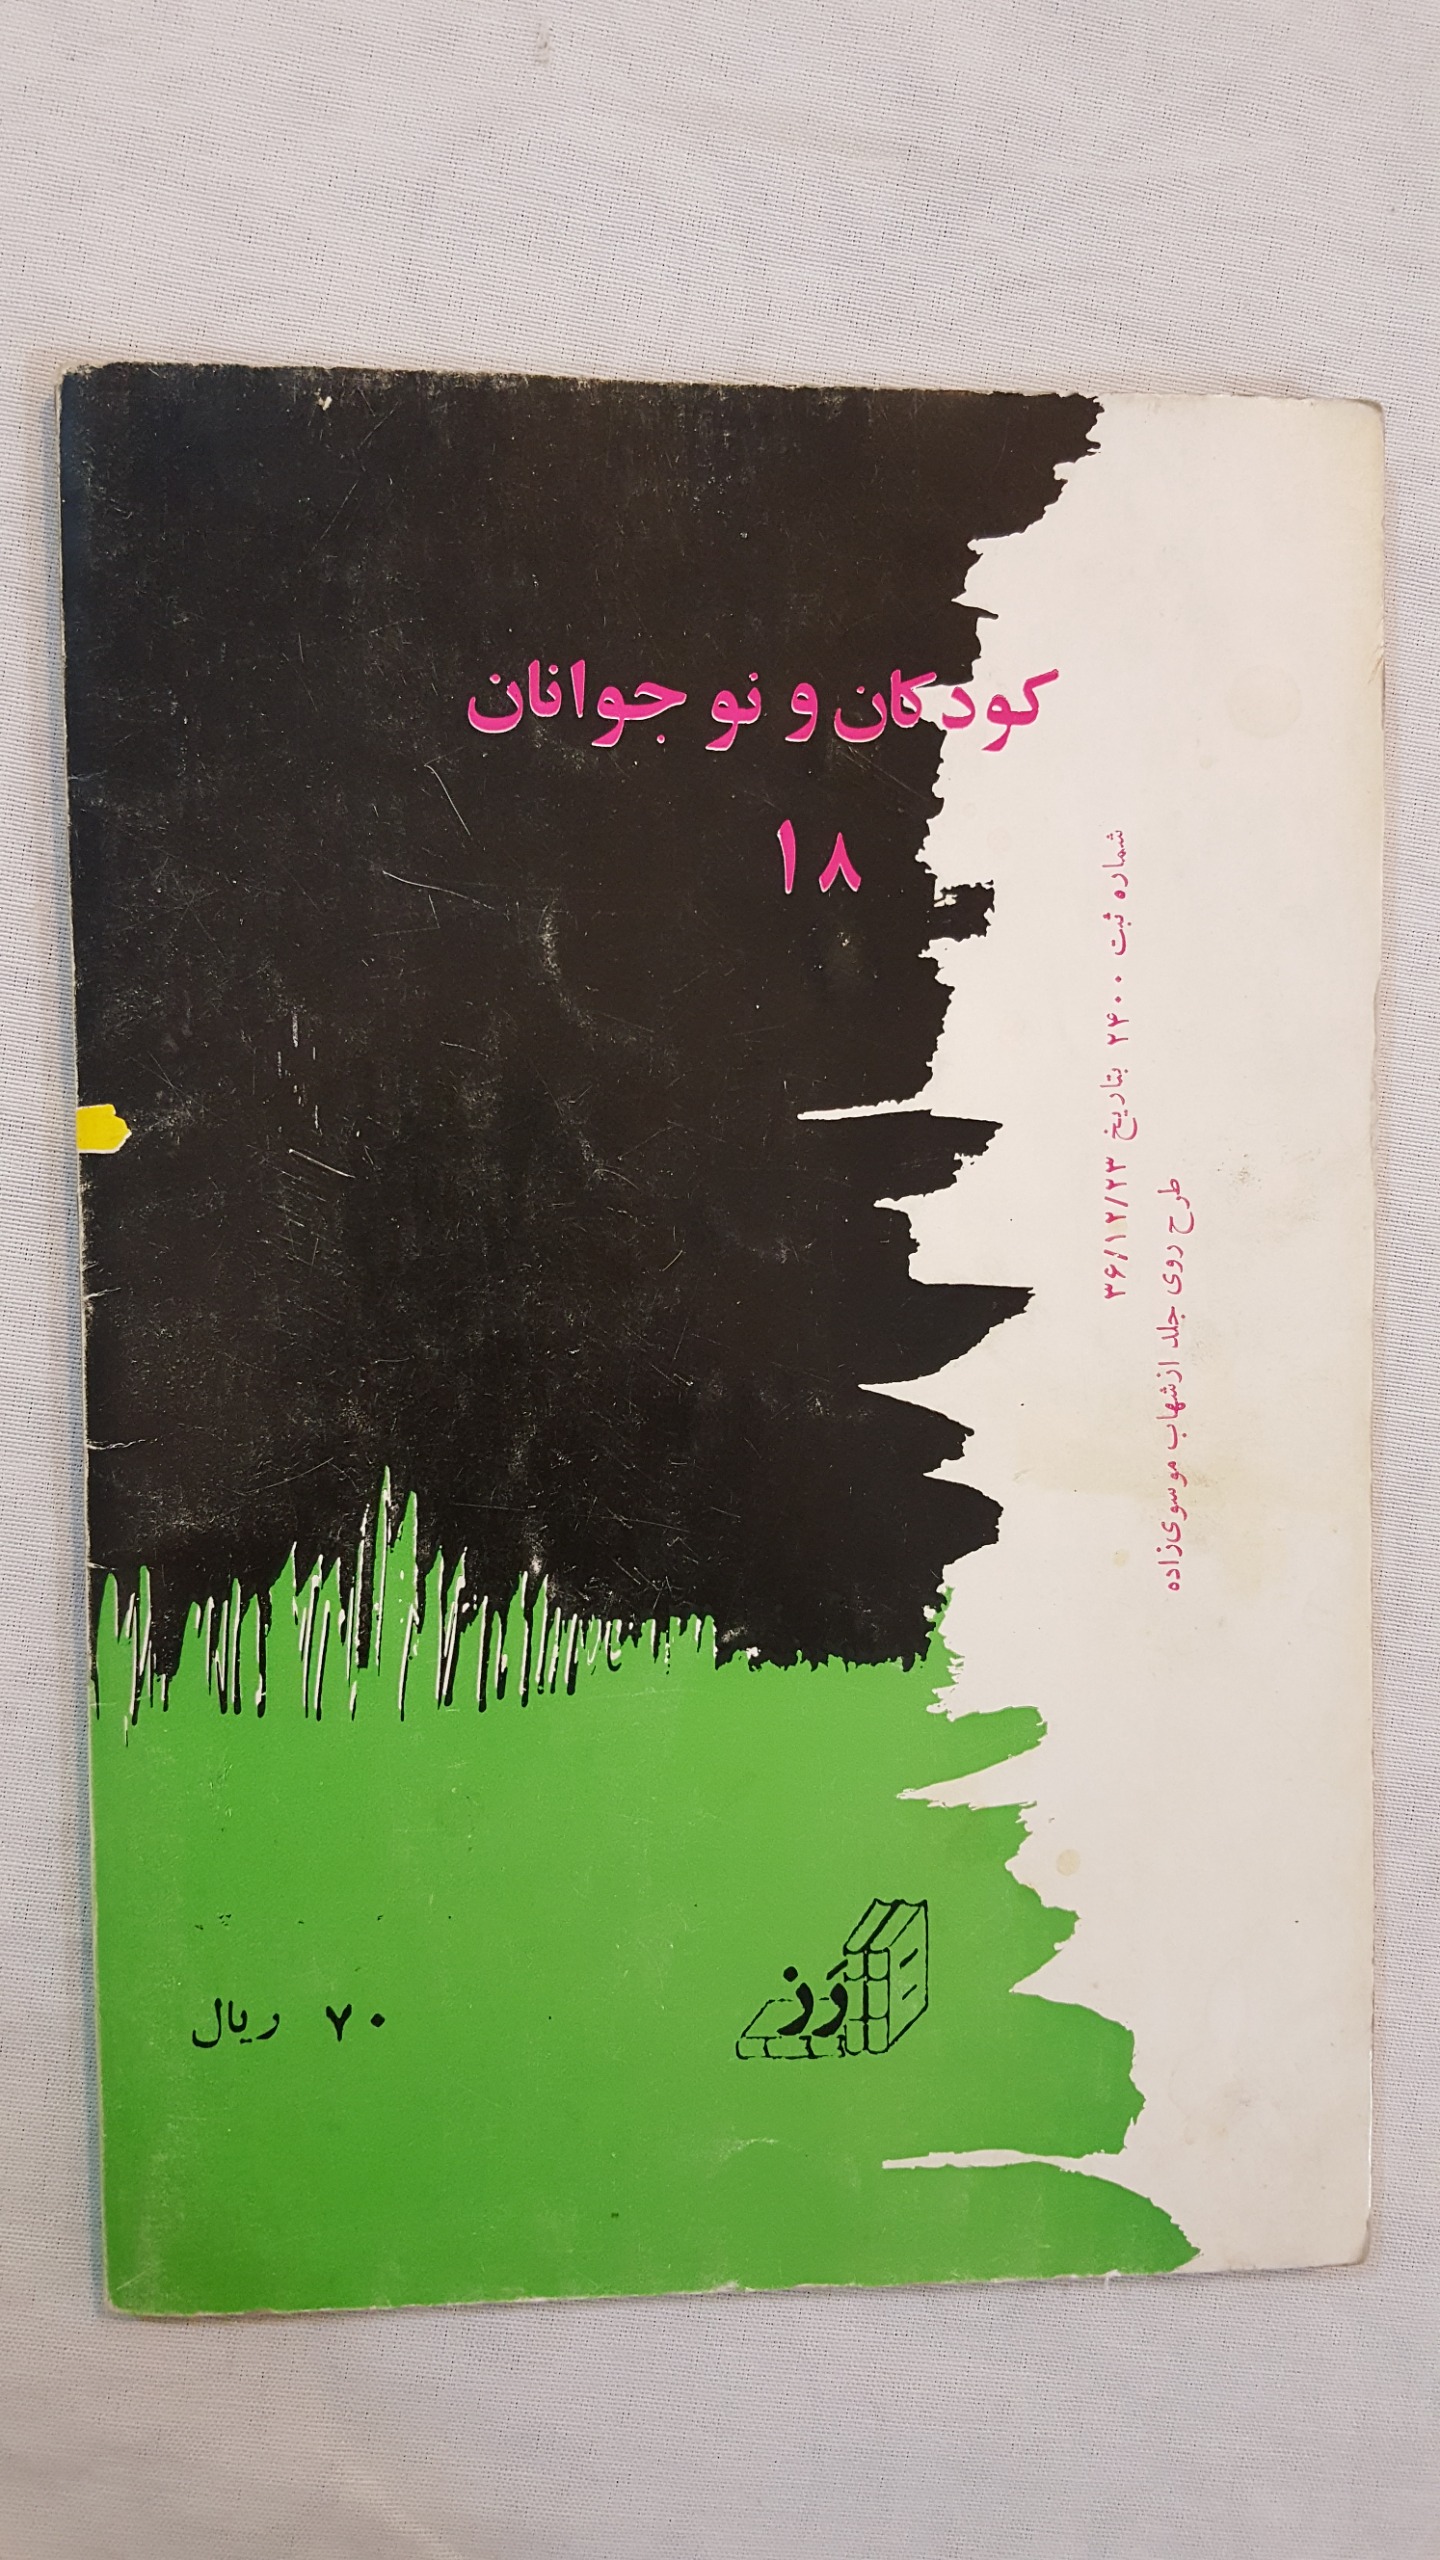 کودکان و نوجوانان
۱۸
شماره ثبت ۲۴۰۰ بتاریخ ۳۶/۱۲/۲۳
طرح روی جلد از شهاب موسوی‌زاده
رَز
۷۰ ریال